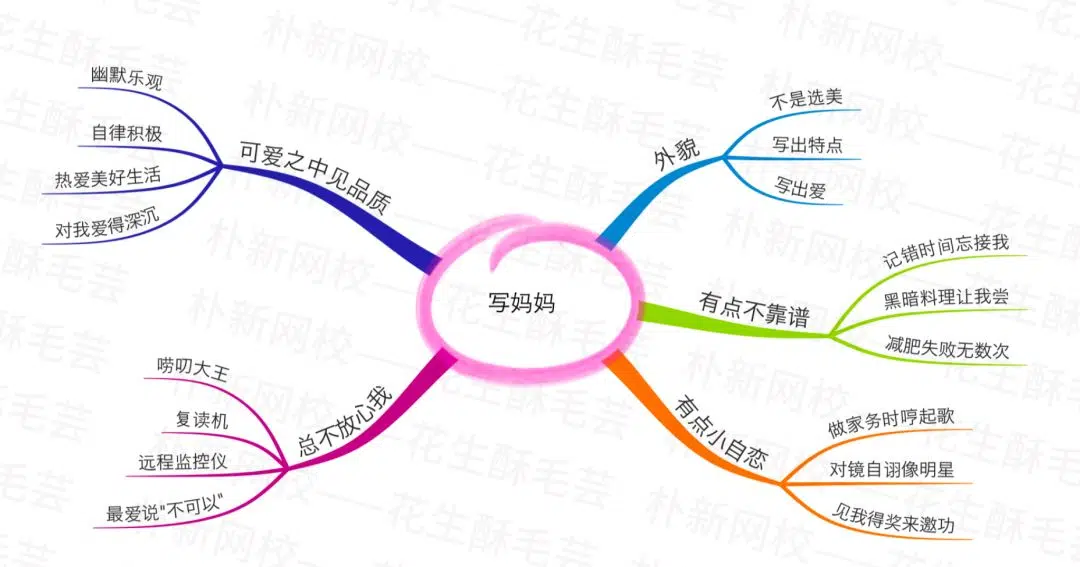 写妈妈
外貌
不是选美
写出特点
写出爱
有点不靠谱
记错时间忘接我
黑暗料理让我尝
减肥失败无数次
有点小自恋
做家务时哼起歌
对镜自诩像明星
见我得奖来邀功
总不放心我
唠叨大王
复读机
远程监控仪
最爱说"不可以"
可爱之中见品质
幽默乐观
自律积极
热爱美好生活
对我爱得深沉
朴新网校——花生酥毛芸